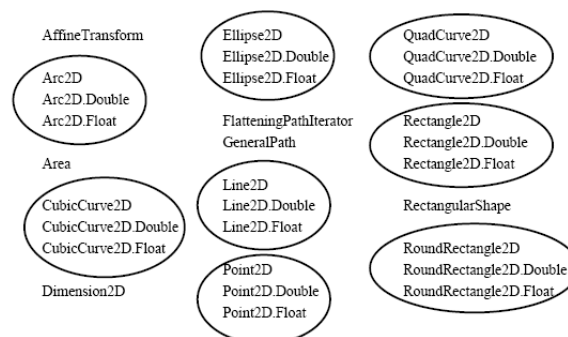 AffineTransform
Arc2D
Arc2D.Double
Arc2D.Float
Area
CubicCurve2D
CubicCurve2D.Double
CubicCurve2D.Float
Dimension2D
Ellipse2D
Ellipse2D.Double
Ellipse2D.Float
FlatteningPathIterator
GeneralPath
Line2D
Line2D.Double
Line2D.Float
Point2D
Point2D.Double
Point2D.Float
QuadCurve2D
QuadCurve2D.Double
QuadCurve2D.Float
Rectangle2D
Rectangle2D.Double
Rectangle2D.Float
RectangularShape
RoundRectangle2D
RoundRectangle2D.Double
RoundRectangle2D.Float